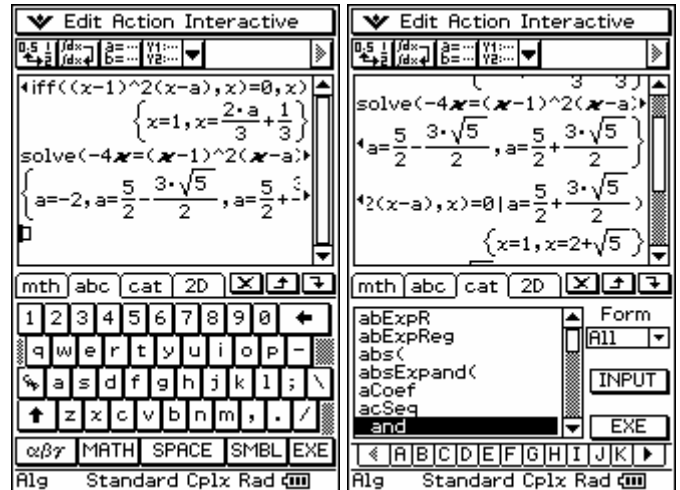 Edit Action Interactive
iff((x-1)^2(x-a),x)=0,x)
{x=1,x=2·a/3+1/3}
solve(-4x=(x-1)^2(x-a)
{a=-2,a=5/2-3·√5/2,a=5/2+3
mth abc cat 2D
1 2 3 4 5 6 7 8 9 0
q w e r t y u i o p -
a s d f g h j k l ; \
z x c v b n m , . /
αβγ MATH SPACE SMBL EXE
Alg Standard Cplx Rad
Edit Action Interactive
3 3
solve(-4x=(x-1)^2(x-a)
a=5/2-3·√5/2,a=5/2+3·√5/2}
2(x-a),x)=0|a=5/2+3·√5/2)
{x=1,x=2+√5}
mth abc cat 2D
abExpR
abExpReg
abs(
absExpand(
aCoef
acSeq
and
Form
All
INPUT
EXE
A B C D E F G H I J K
Alg Standard Cplx Rad